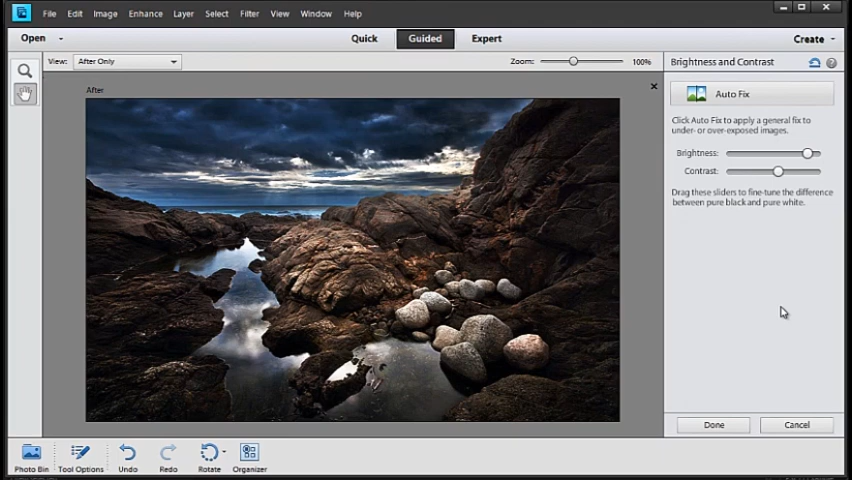 File Edit Image Enhance Layer Select Filter View Window Help
Open Quick Guided Expert Create
View: After Only Zoom: 100% Brightness and Contrast
After
Auto Fix
Click Auto Fix to apply a general fix to
under- or over-exposed images.
Brightness:
Contrast:
Drag these sliders to fine-tune the difference
between pure black and pure white.
Done Cancel
Photo Bin Tool Options Undo Redo Rotate Organizer